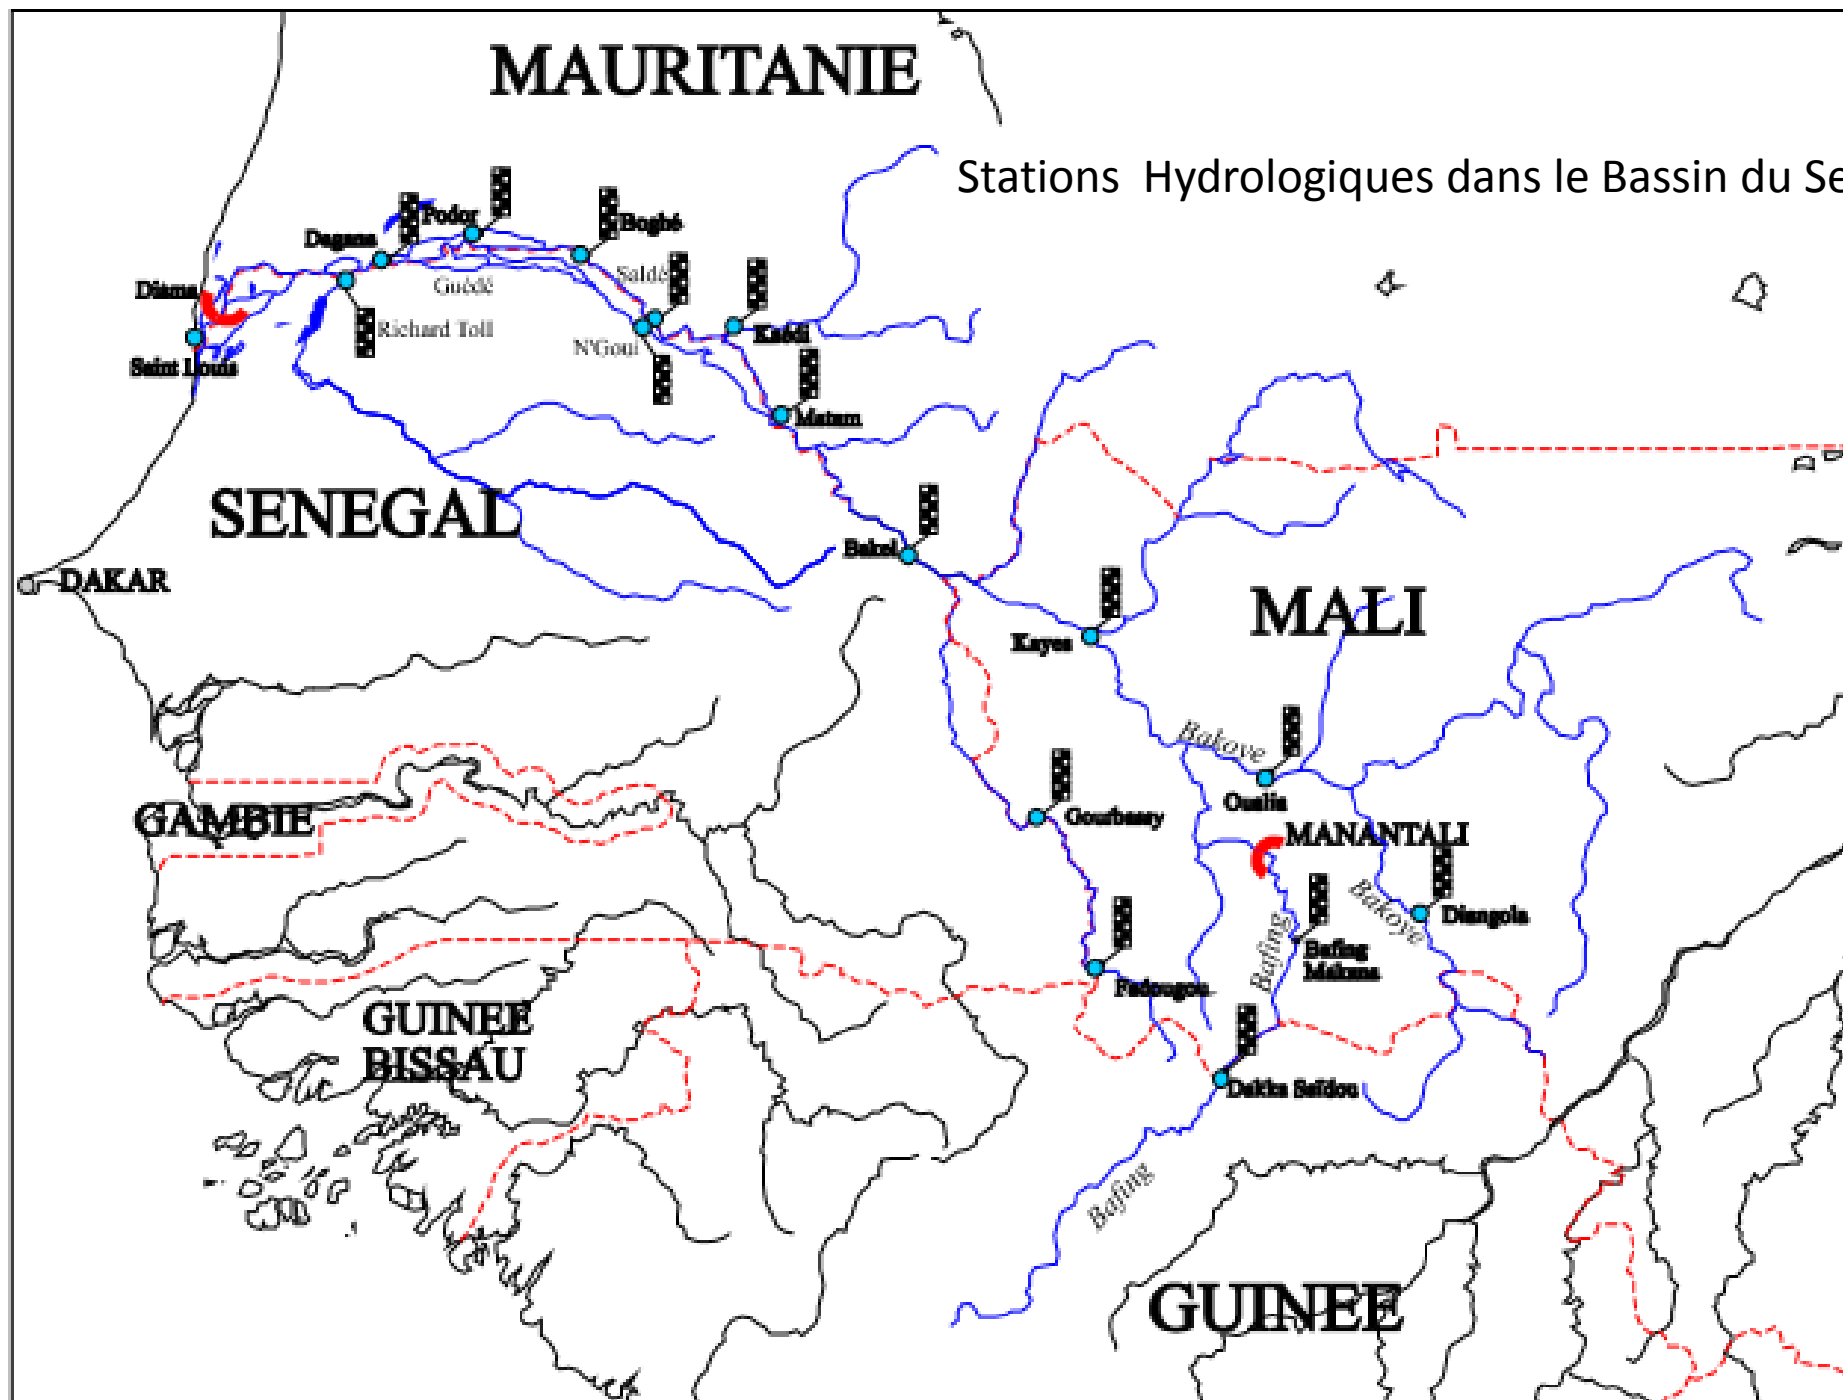 MAURITANIE
Stations Hydrologiques dans le Bassin du Se
Podor
Boghé
Dagana
Saldé
Guédé
Diama
Richard Toll
Kaédi
N'Goui
Saint Louis
Matam
SENEGAL
Bakel
DAKAR
MALI
Kayes
Bakoye
Oualia
GAMBIE
Gourbassy
MANANTALI
Bakoye
Diangola
Bafing
Bafing
Makana
Fadougou
GUINEE
BISSAU
Dakka Saïdou
Bafing
GUINEE